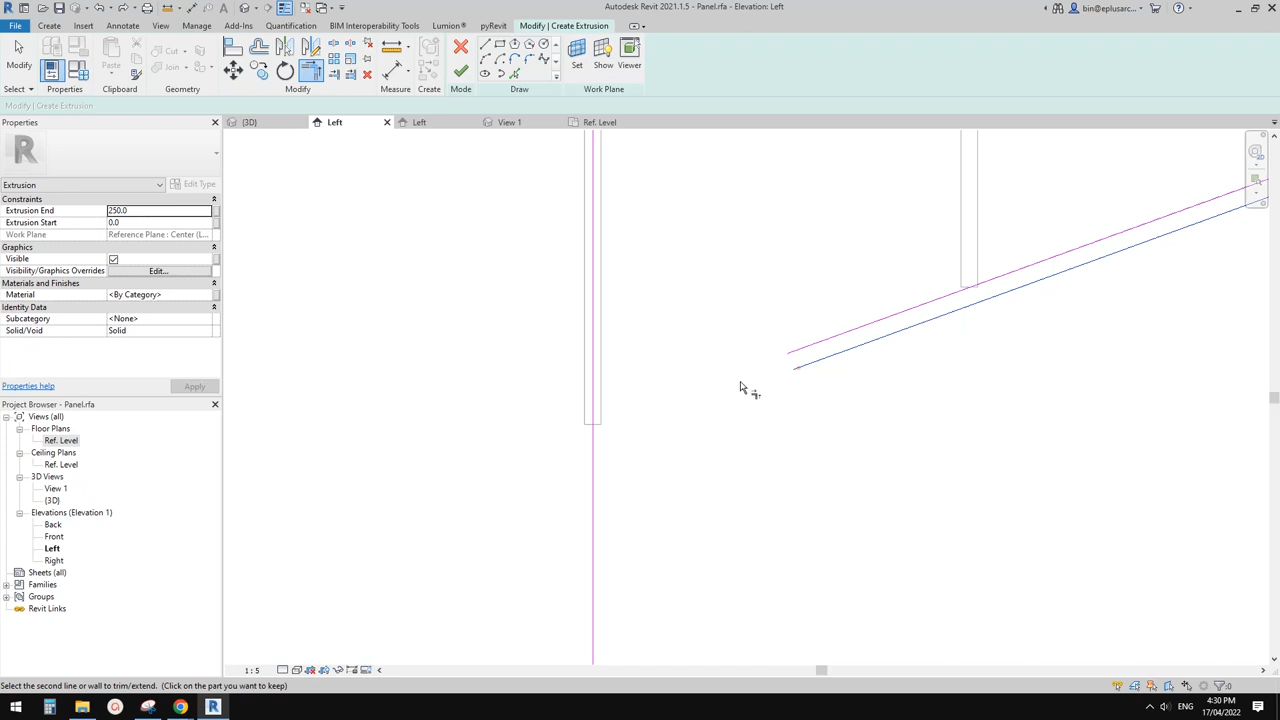 Autodesk Revit 2021.1.5 - Panel.rfa - Elevation: Left
bin@eplusarc...
File
Create
Insert
Annotate
View
Manage
Add-Ins
Quantification
BIM Interoperability Tools
Lumion®
pyRevit
Modify | Create Extrusion
Modify
Paste
Cut
Join
Create
Set
Show
Viewer
Select
Properties
Clipboard
Geometry
Modify
Measure
Create
Mode
Draw
Work Plane
Modify | Create Extrusion
Properties
{3D}
Left
Left
View 1
Ref. Level
Extrusion
Edit Type
Constraints
Extrusion End 250.0
Extrusion Start 0.0
Work Plane Reference Plane : Center (L...
Graphics
Visible
Visibility/Graphics Overrides Edit...
Materials and Finishes
Material <By Category>
Identity Data
Subcategory <None>
Solid/Void Solid
Properties help
Apply
Project Browser - Panel.rfa
Views (all)
Floor Plans
Ref. Level
Ceiling Plans
Ref. Level
3D Views
View 1
{3D}
Elevations (Elevation 1)
Back
Front
Left
Right
Sheets (all)
Families
Groups
Revit Links
1 : 5
Select the second line or wall to trim/extend. (Click on the part you want to keep)
:0
ENG
4:30 PM
17/04/2022